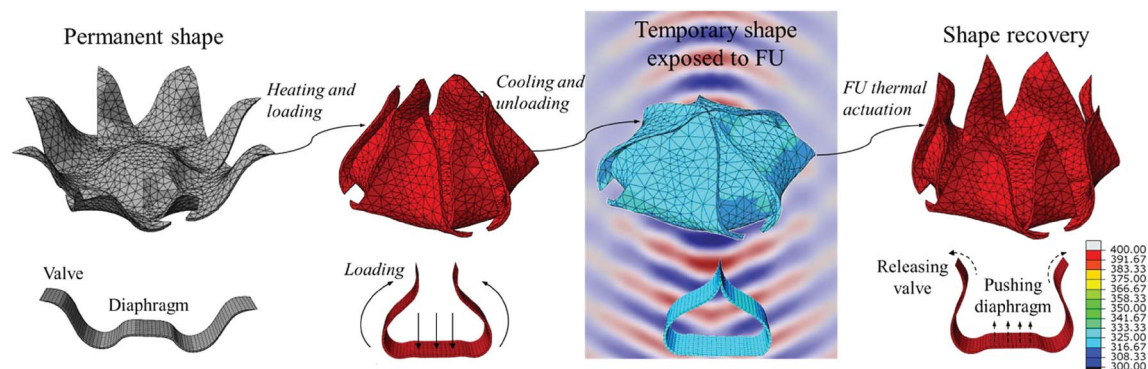 Permanent shape
Heating and
loading
Cooling and
unloading
Temporary shape
exposed to FU
FU thermal
actuation
Shape recovery
Valve
Diaphragm
Loading
Releasing
valve
Pushing
diaphragm
400.00
391.67
383.33
375.00
366.67
358.33
350.00
341.67
333.33
325.00
316.67
308.33
300.00